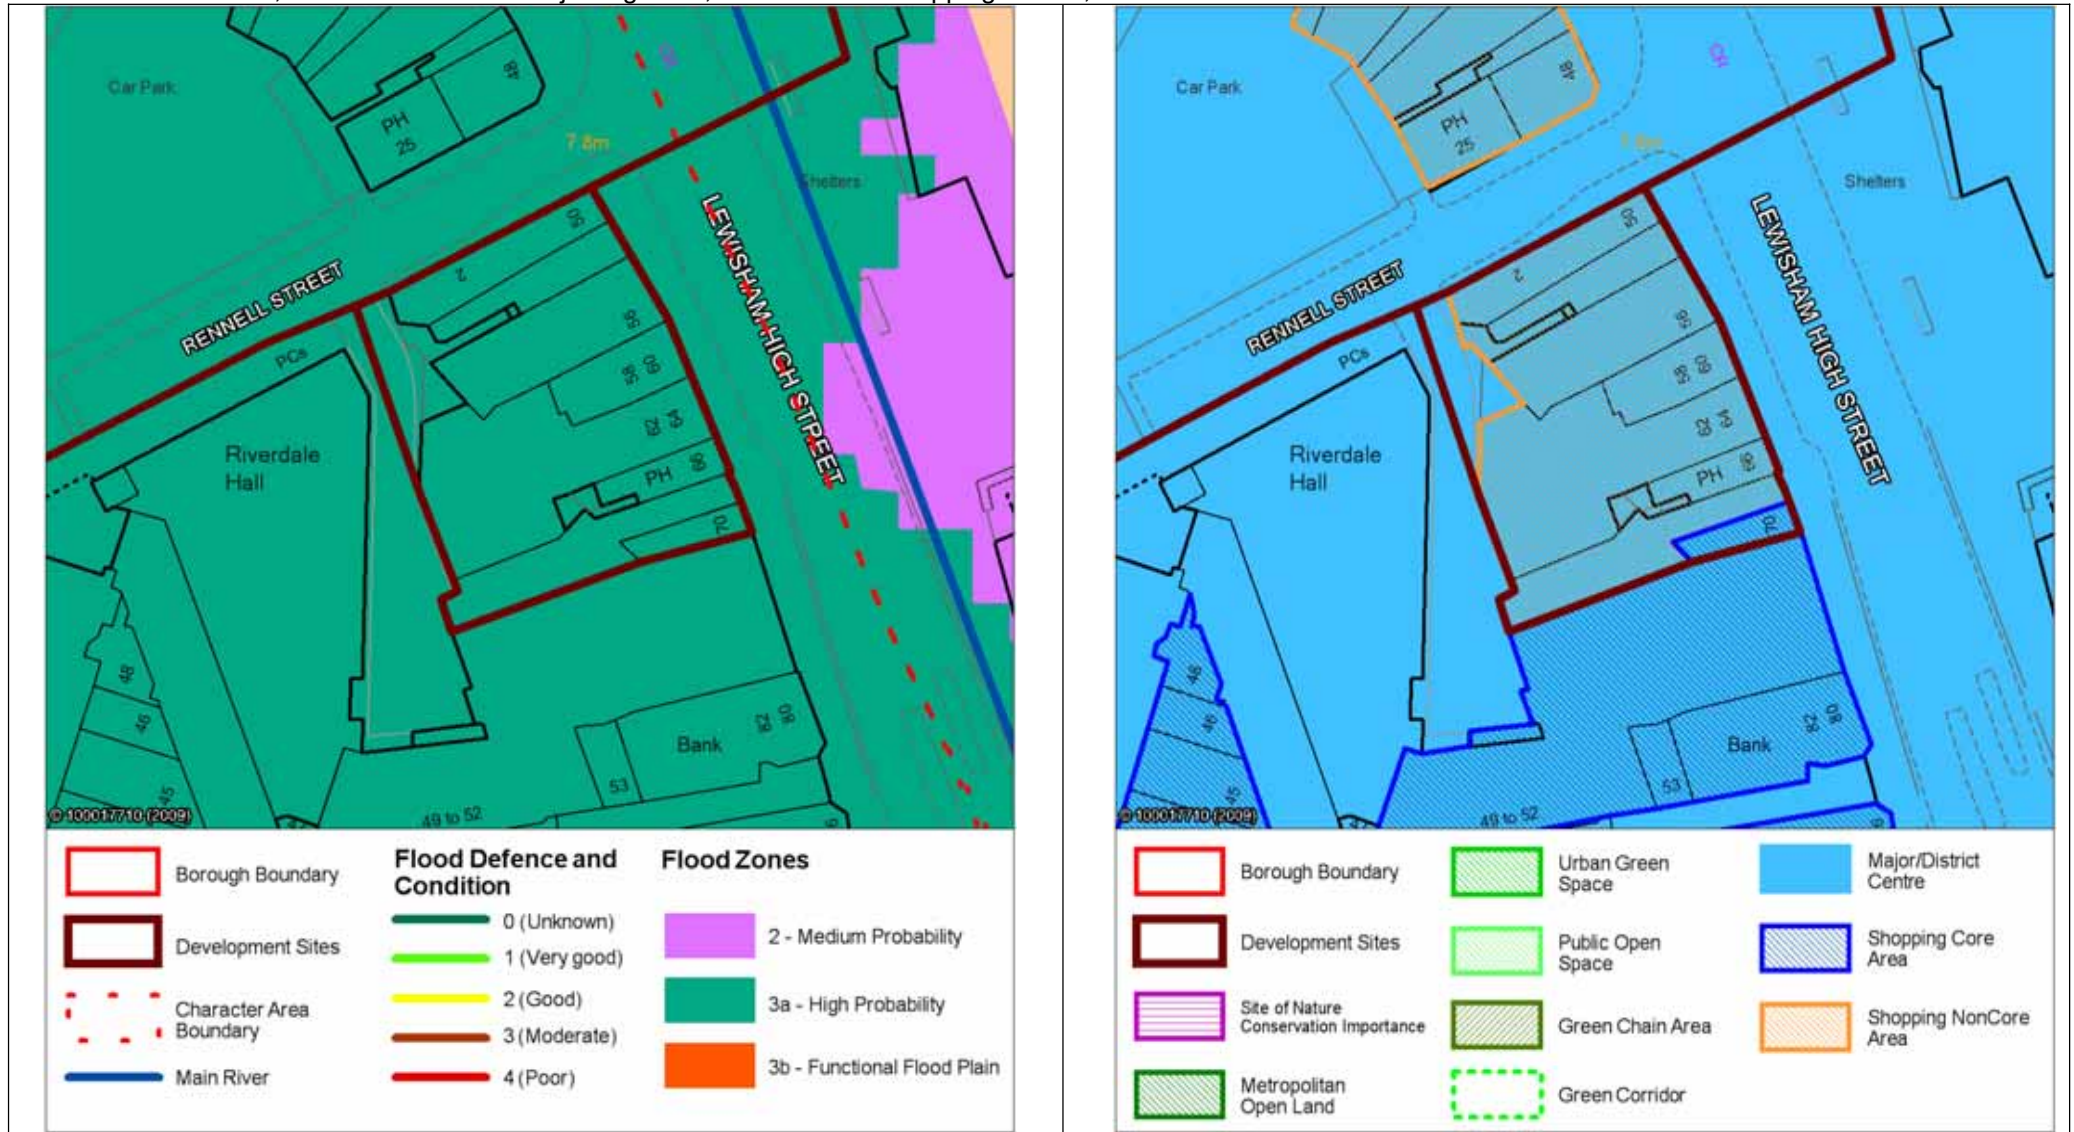 Car Park
48
PH
25
CR
7.8m
Shelters
50
2
LEWISHAM HIGH STREET
RENNELL STREET
PCs
56
60
58
64
62
Riverdale
Hall
66
PH
70
48
46
45
80
82
Bank
53
49 to 52
© 100017710 (2009)
Borough Boundary
Development Sites
Character Area
Boundary
Main River
Flood Defence and
Condition
0 (Unknown)
1 (Very good)
2 (Good)
3 (Moderate)
4 (Poor)
Flood Zones
2 - Medium Probability
3a - High Probability
3b - Functional Flood Plain
Car Park
48
PH
25
CR
7.8m
Shelters
50
2
LEWISHAM HIGH STREET
RENNELL STREET
PCs
56
60
58
64
62
Riverdale
Hall
66
PH
70
48
46
45
80
82
Bank
53
49 to 52
© 100017710 (2009)
Borough Boundary
Development Sites
Site of Nature
Conservation Importance
Metropolitan
Open Land
Urban Green
Space
Public Open
Space
Green Chain Area
Green Corridor
Major/District
Centre
Shopping Core
Area
Shopping NonCore
Area